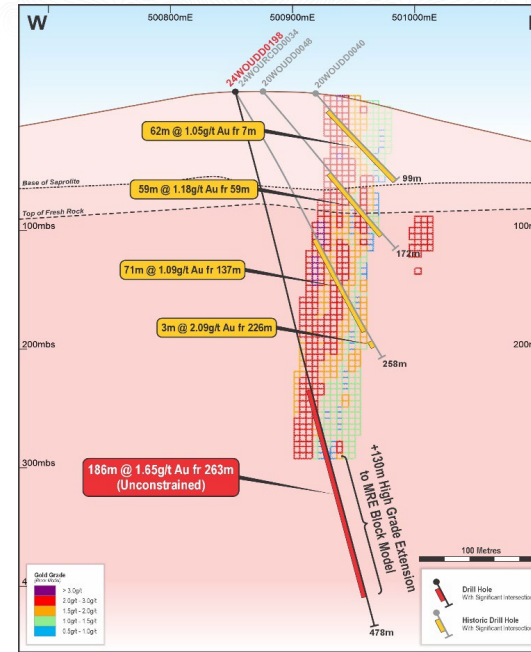 W
500800mE
500900mE
501000mE
24WOUDD0198
24WOURCDD0034
20WOUDD0048
20WOUDD0040
62m @ 1.05g/t Au fr 7m
99m
Base of Saprolite
59m @ 1.18g/t Au fr 59m
Top of Fresh Rock
100mbs
172m
71m @ 1.09g/t Au fr 137m
3m @ 2.09g/t Au fr 226m
200mbs
258m
300mbs
186m @ 1.65g/t Au fr 263m
(Unconstrained)
+130m High Grade Extension
to MRE Block Model
100 Metres
478m
Gold Grade
(Block Model)
> 3.0g/t
2.0g/t - 3.0g/t
1.5g/t - 2.0g/t
1.0g/t - 1.5g/t
0.5g/t - 1.0g/t
Drill Hole
With Significant Intersection
Historic Drill Hole
With Significant Intersection